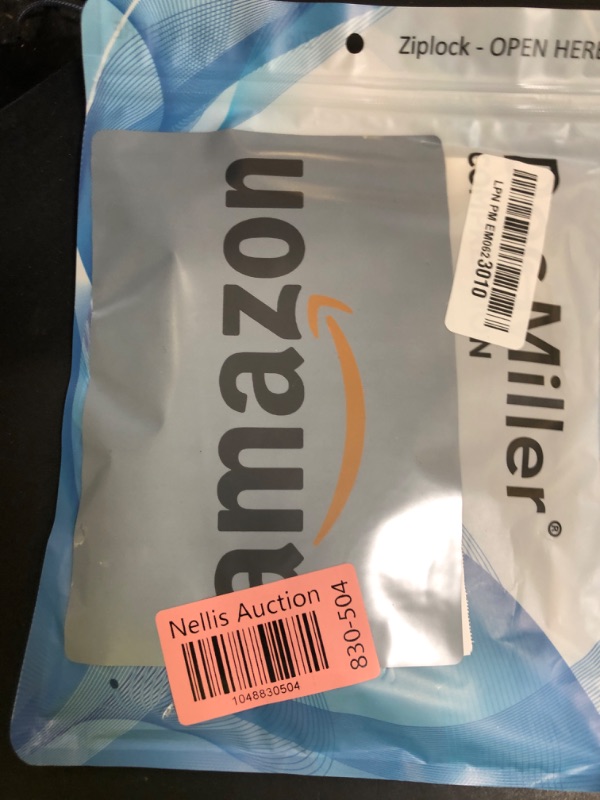 Ziplock - OPEN HERE
amazon
LPN PM EM062 3010
Miller®
N
Nellis Auction
830-504
1048830504